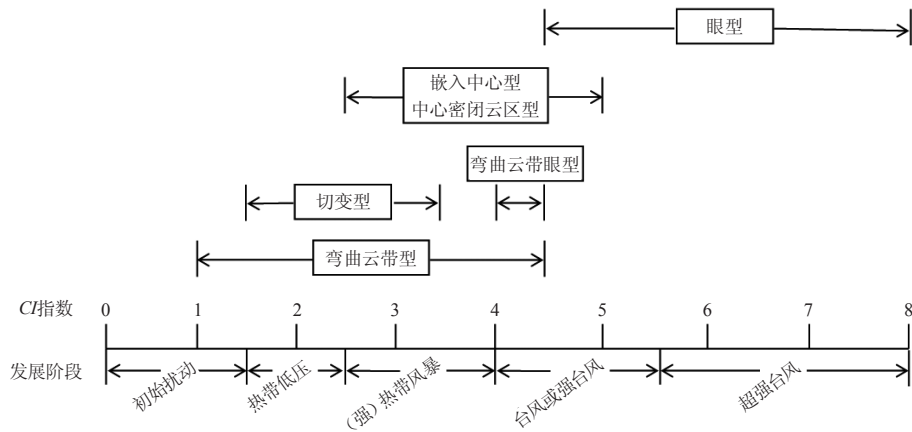 眼型
嵌入中心型
中心密闭云区型
弯曲云带眼型
切变型
弯曲云带型
CI指数 0 1 2 3 4 5 6 7 8
发展阶段 初始扰动 热带低压 (强)热带风暴 台风或强台风 超强台风